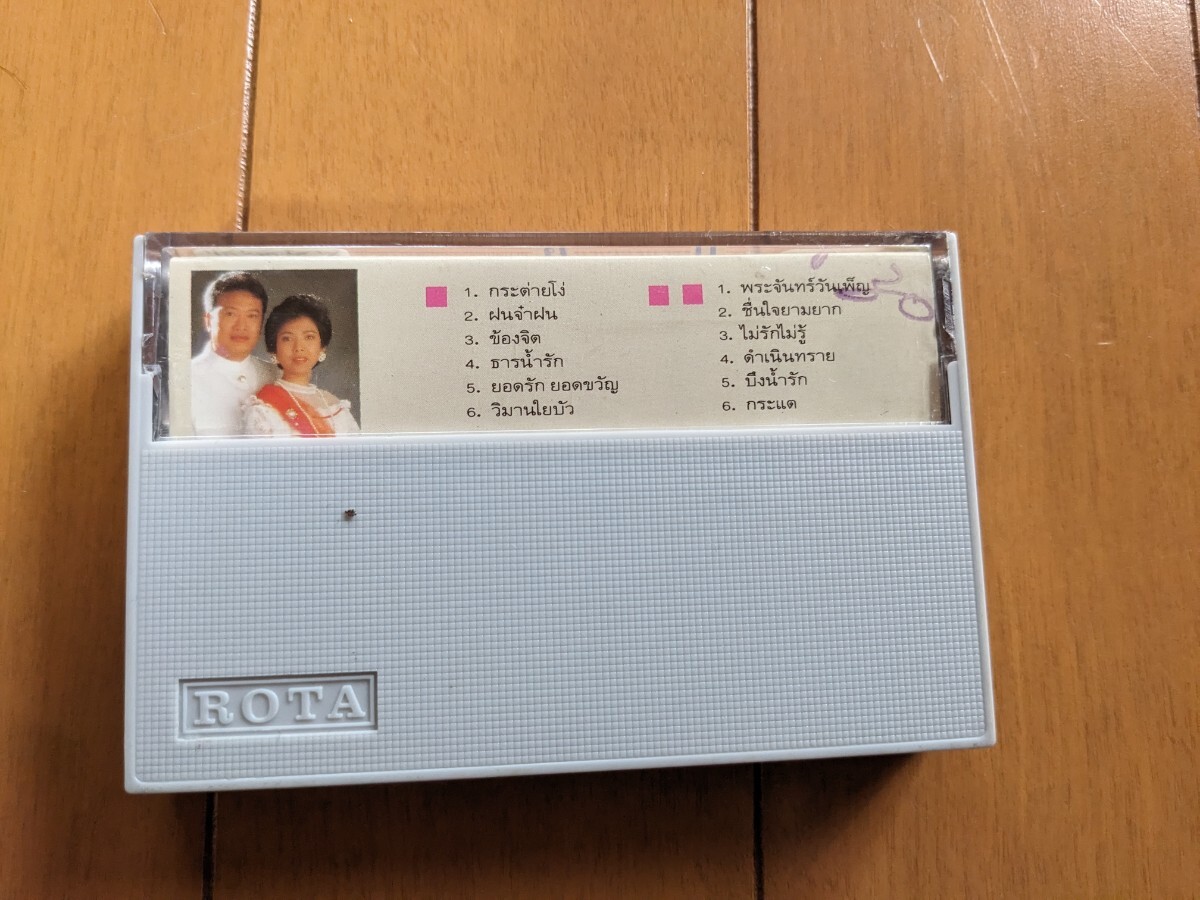 1. กระต่ายโง่
2. ฝนจ๋าฝน
3. ข้องจิต
4. ธารน้ำรัก
5. ยอดรัก ยอดขวัญ
6. วิมานใยบัว
1. พระจันทร์วันเพ็ญ
2. ชื่นใจยามยาก
3. ไม่รักไม่รู้
4. ดำเนินทราย
5. บึงน้ำรัก
6. กระแต
ROTA